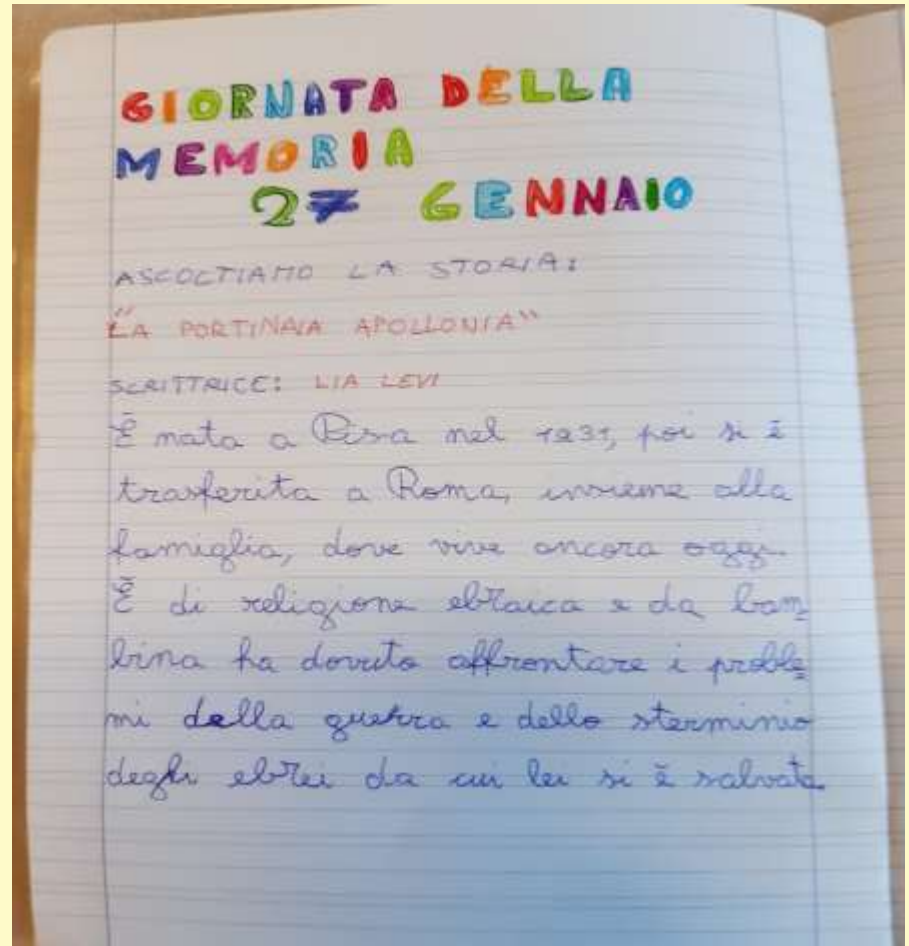 GIORNATA DELLA
MEMORIA
27 GENNAIO
ASCOLTIAMO LA STORIA:
"LA PORTINAIA APOLLONIA"
SCRITTRICE: LIA LEVI
È nata a Pisa nel 1931, poi si è
trasferita a Roma, insieme alla
famiglia, dove vive ancora oggi.
È di religione ebraica e da bam_
bina ha dovuto affrontare i proble_
mi della guerra e dello sterminio
degli ebrei da cui lei si è salvata